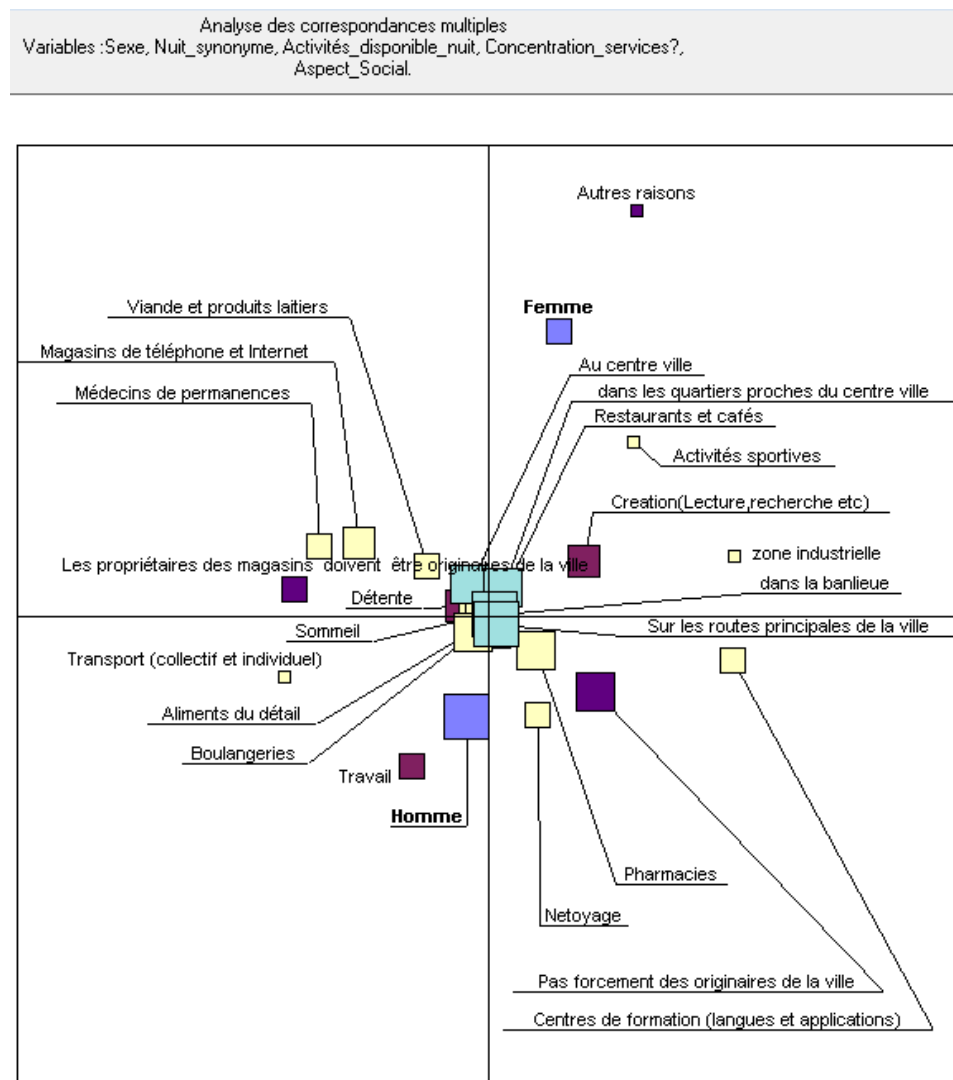 Analyse des correspondances multiples
Variables :Sexe, Nuit_synonyme, Activités_disponible_nuit, Concentration_services?,
Aspect_Social.
Autres raisons
Femme
Viande et produits laitiers
Magasins de téléphone et Internet
Au centre ville
Médecins de permanences
dans les quartiers proches du centre ville
Restaurants et cafés
Activités sportives
Creation(Lecture,recherche etc)
zone industrielle
Les propriétaires des magasins doivent être originaires de la ville
dans la banlieue
Détente
Sommeil
Sur les routes principales de la ville
Transport (collectif et individuel)
Aliments du détail
Boulangeries
Travail
Homme
Pharmacies
Netoyage
Pas forcement des originaires de la ville
Centres de formation (langues et applications)